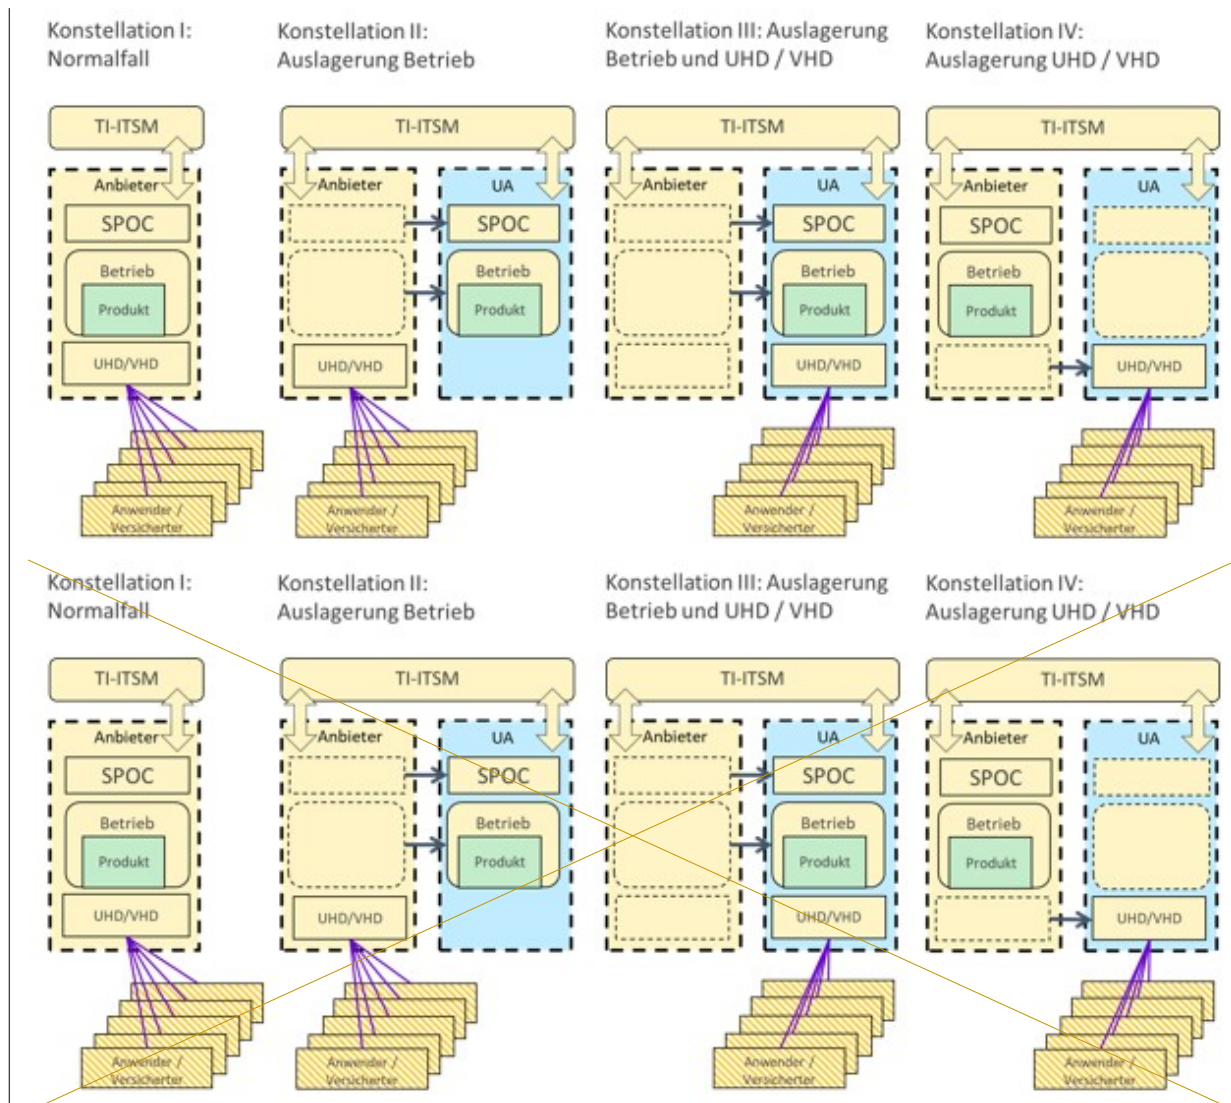 Konstellation I:
Normalfall
Konstellation II:
Auslagerung Betrieb
Konstellation III: Auslagerung
Betrieb und UHD / VHD
Konstellation IV:
Auslagerung UHD / VHD
TI-ITSM
TI-ITSM
TI-ITSM
TI-ITSM
Anbieter
Anbieter
UA
Anbieter
UA
Anbieter
UA
SPOC
SPOC
SPOC
SPOC
Betrieb
Betrieb
Betrieb
Betrieb
Produkt
Produkt
Produkt
Produkt
UHD/VHD
UHD/VHD
UHD/VHD
UHD/VHD
Anwender /
Versicherter
Anwender /
Versicherter
Anwender /
Versicherter
Anwender /
Versicherter
Konstellation I:
Normalfall
Konstellation II:
Auslagerung Betrieb
Konstellation III: Auslagerung
Betrieb und UHD / VHD
Konstellation IV:
Auslagerung UHD / VHD
TI-ITSM
TI-ITSM
TI-ITSM
TI-ITSM
Anbieter
Anbieter
UA
Anbieter
UA
Anbieter
UA
SPOC
SPOC
SPOC
SPOC
Betrieb
Betrieb
Betrieb
Betrieb
Produkt
Produkt
Produkt
Produkt
UHD/VHD
UHD/VHD
UHD/VHD
UHD/VHD
Anwender /
Versicherter
Anwender /
Versicherter
Anwender /
Versicherter
Anwender /
Versicherter